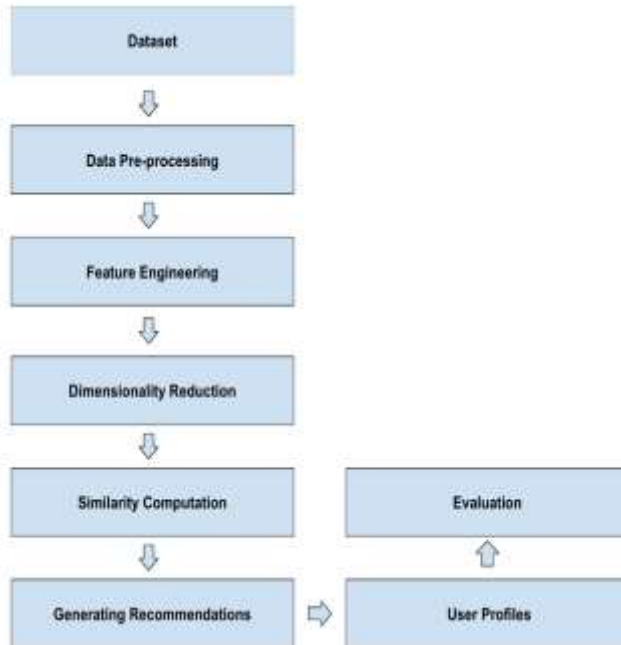 Dataset
Data Pre-processing
Feature Engineering
Dimensionality Reduction
Similarity Computation
Generating Recommendations
User Profiles
Evaluation